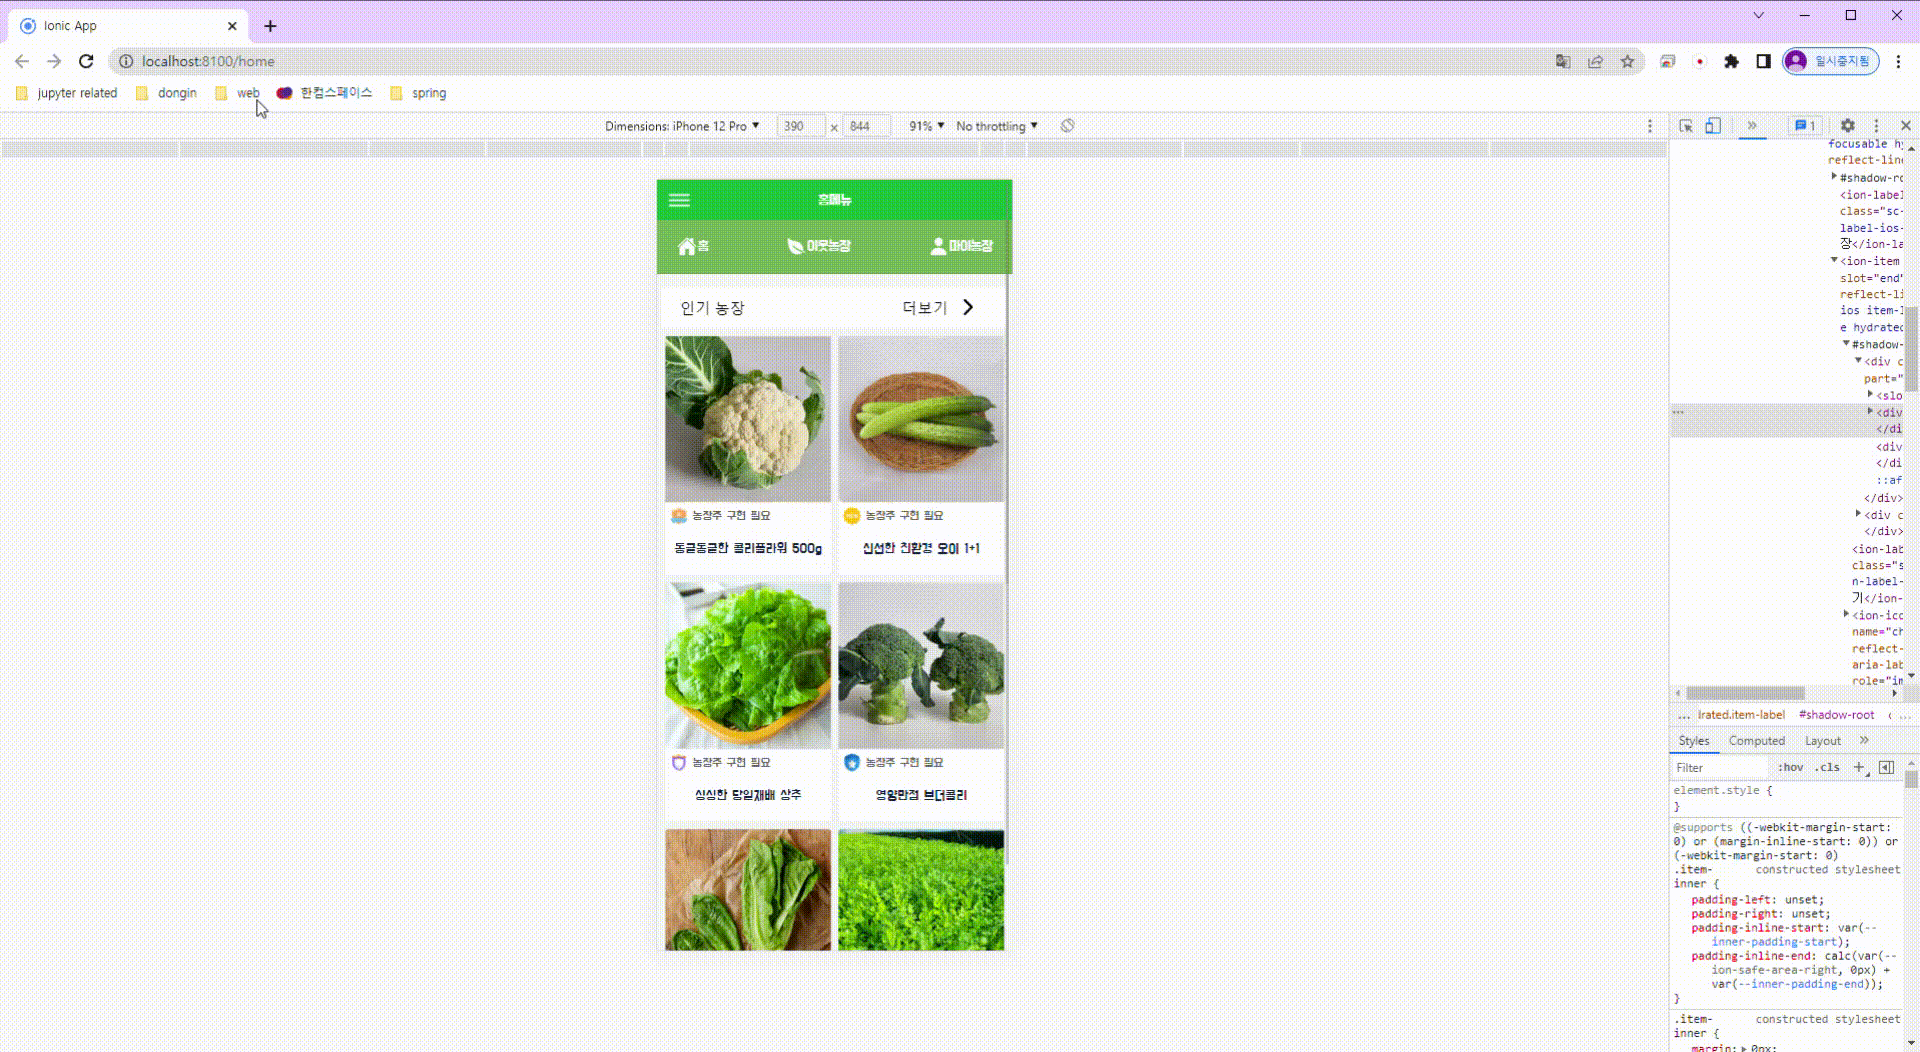 Ionic App
localhost:8100/home
일시중지됨
jupyter related
dongin
web
한컴스페이스
spring
Dimensions: iPhone 12 Pro ▼ 390 x 844 91% ▼ No throttling ▼
1
홈메뉴
홈 이웃농장 마이농장
인기 농장 더보기
농장주 구현 필요 농장주 구현 필요
동글동글한 콜리플라워 500g 신선한 친환경 오이 1+1
농장주 구현 필요 농장주 구현 필요
싱싱한 당일재배 상추 영양만점 브더콜리
focusable hy
reflect-line
#shadow-ro
<ion-label
class="sc-
label-ios-
장</ion-la
<ion-item
slot="end"
reflect-li
ios item-l
e hydrated
#shadow-
<div c
part="
<slo
<div
</di
<div
</di
::af
</div>
<div c
</div>
<ion-lab
class="s
n-label-
기</ion-
<ion-ico
name="ch
reflect-
aria-lab
role="im
... lrated.item-label #shadow-root ...
Styles Computed Layout »
Filter :hov .cls +
element.style {
}
@supports ((-webkit-margin-start:
0) or (margin-inline-start: 0)) or
(-webkit-margin-start: 0)
.item- constructed stylesheet
inner {
padding-left: unset;
padding-right: unset;
padding-inline-start: var(--
inner-padding-start);
padding-inline-end: calc(var(--
ion-safe-area-right, 0px) +
var(--inner-padding-end));
}
.item- constructed stylesheet
inner {
margin: ▶ 0px;